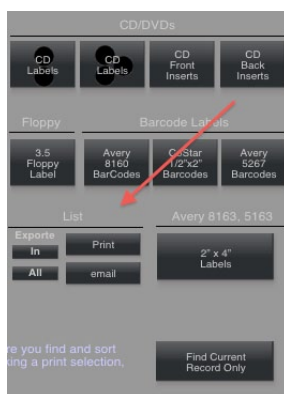 CD/DVDs
CD
Labels
CD
Labels
CD
Front
Inserts
CD
Back
Inserts
Floppy
Barcode Labels
3.5
Floppy
Label
Avery
8160
BarCodes
CoStar
1/2"x2"
Barcodes
Avery
5267
Barcodes
List
Avery 8163, 5163
Exporte
In
All
Print
email
2" x 4"
Labels
re you find and sort
king a print selection,
Find Current
Record Only